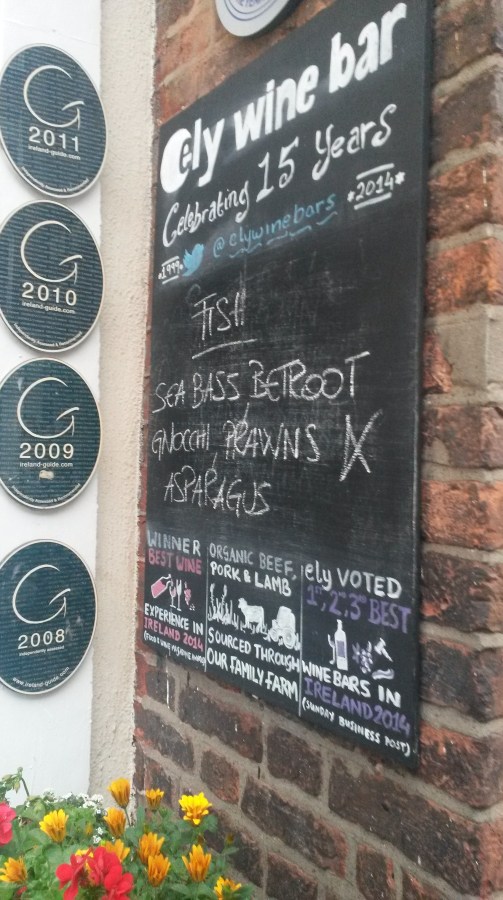 2011
ireland-guide.com
2010
ireland-guide.com
2009
ireland-guide.com
2008
independently assessed
www.ireland-guide.com
ely wine bar
Celebrating 15 Years
*1999*
@elywinebars
*2014*
FISH
SEA BASS BETROOT
GNOCCHI, PRAWNS &
ASPARAGUS
WINNER
BEST WINE
EXPERIENCE IN
IRELAND 2014
ORGANIC BEEF,
PORK & LAMB
SOURCED THROUGH
OUR FAMILY FARM
ely VOTED
1st, 2nd, 3rd BEST
WINE BARS IN
IRELAND 2014
(SUNDAY BUSINESS POST)